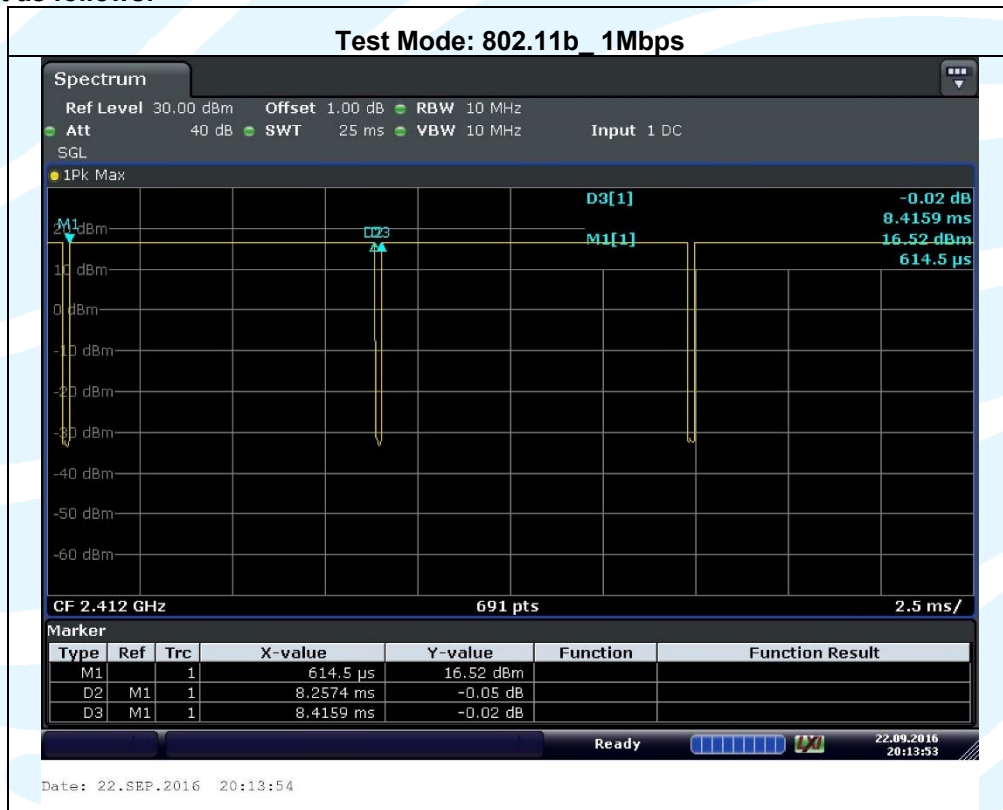 Test Mode: 802.11b_ 1Mbps
Spectrum
Ref Level 30.00 dBm Offset 1.00 dB RBW 10 MHz
Att 40 dB SWT 25 ms VBW 10 MHz Input 1 DC
SGL
1Pk Max
D3[1] -0.02 dB
8.4159 ms
M1[1] 16.52 dBm
614.5 µs
M1
20 dBm
10 dBm
0 dBm
-10 dBm
-20 dBm
-30 dBm
-40 dBm
-50 dBm
-60 dBm
CF 2.412 GHz 691 pts 2.5 ms/
Marker
Type Ref Trc X-value Y-value Function Function Result
M1 1 614.5 µs 16.52 dBm
D2 M1 1 8.2574 ms -0.05 dB
D3 M1 1 8.4159 ms -0.02 dB
Ready 22.09.2016
20:13:53
Date: 22.SEP.2016 20:13:54